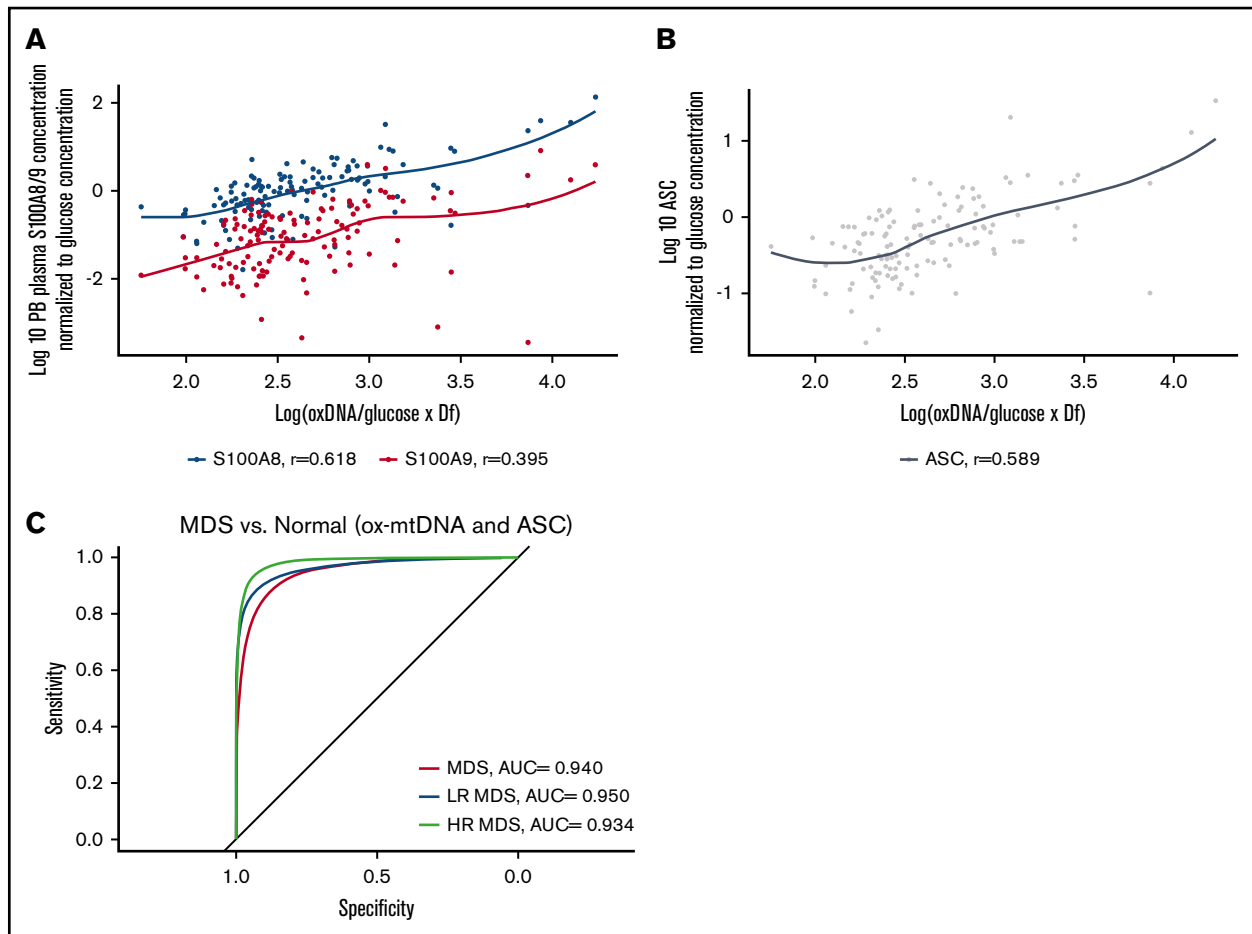 A
Log 10 PB plasma S100A8/9 concentration
normalized to glucose concentration
2
0
-2
2.0 2.5 3.0 3.5 4.0
Log(oxDNA/glucose x Df)
S100A8, r=0.618 S100A9, r=0.395
B
Log 10 ASC
normalized to glucose concentration
1
0
-1
2.0 2.5 3.0 3.5 4.0
Log(oxDNA/glucose x Df)
ASC, r=0.589
C
MDS vs. Normal (ox-mtDNA and ASC)
Sensitivity
1.0
0.8
0.6
0.4
0.2
0.0
MDS, AUC= 0.940
LR MDS, AUC= 0.950
HR MDS, AUC= 0.934
1.0 0.5 0.0
Specificity